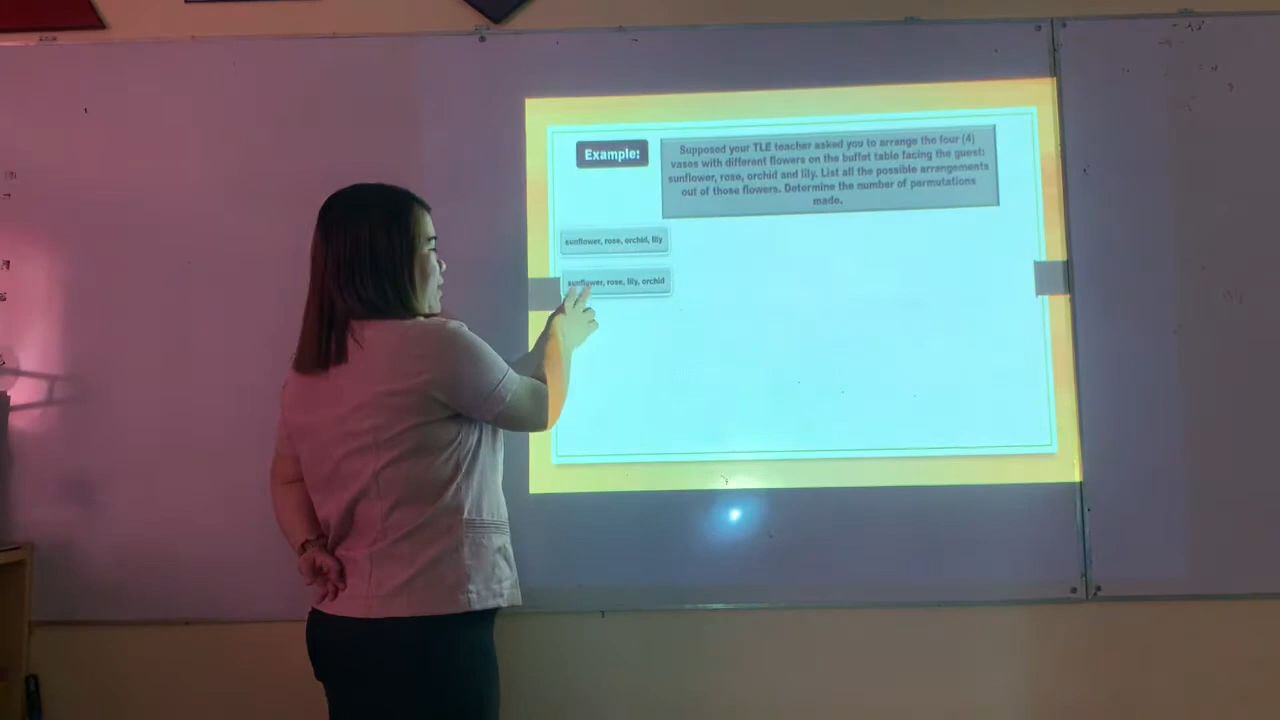 Example:
Supposed your TLE teacher asked you to arrange the four (4)
vases with different flowers on the buffet table facing the guest:
sunflower, rose, orchid and lily. List all the possible arrangements
out of those flowers. Determine the number of permutations
made.
sunflower, rose, orchid, lily
sunflower, rose, lily, orchid